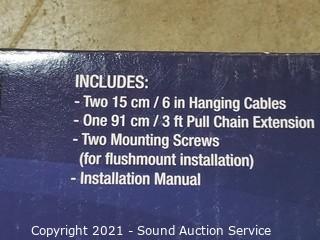 INCLUDES:
- Two 15 cm / 6 in Hanging Cables
- One 91 cm / 3 ft Pull Chain Extension
- Two Mounting Screws
(for flushmount installation)
- Installation Manual
Copyright 2021 - Sound Auction Service